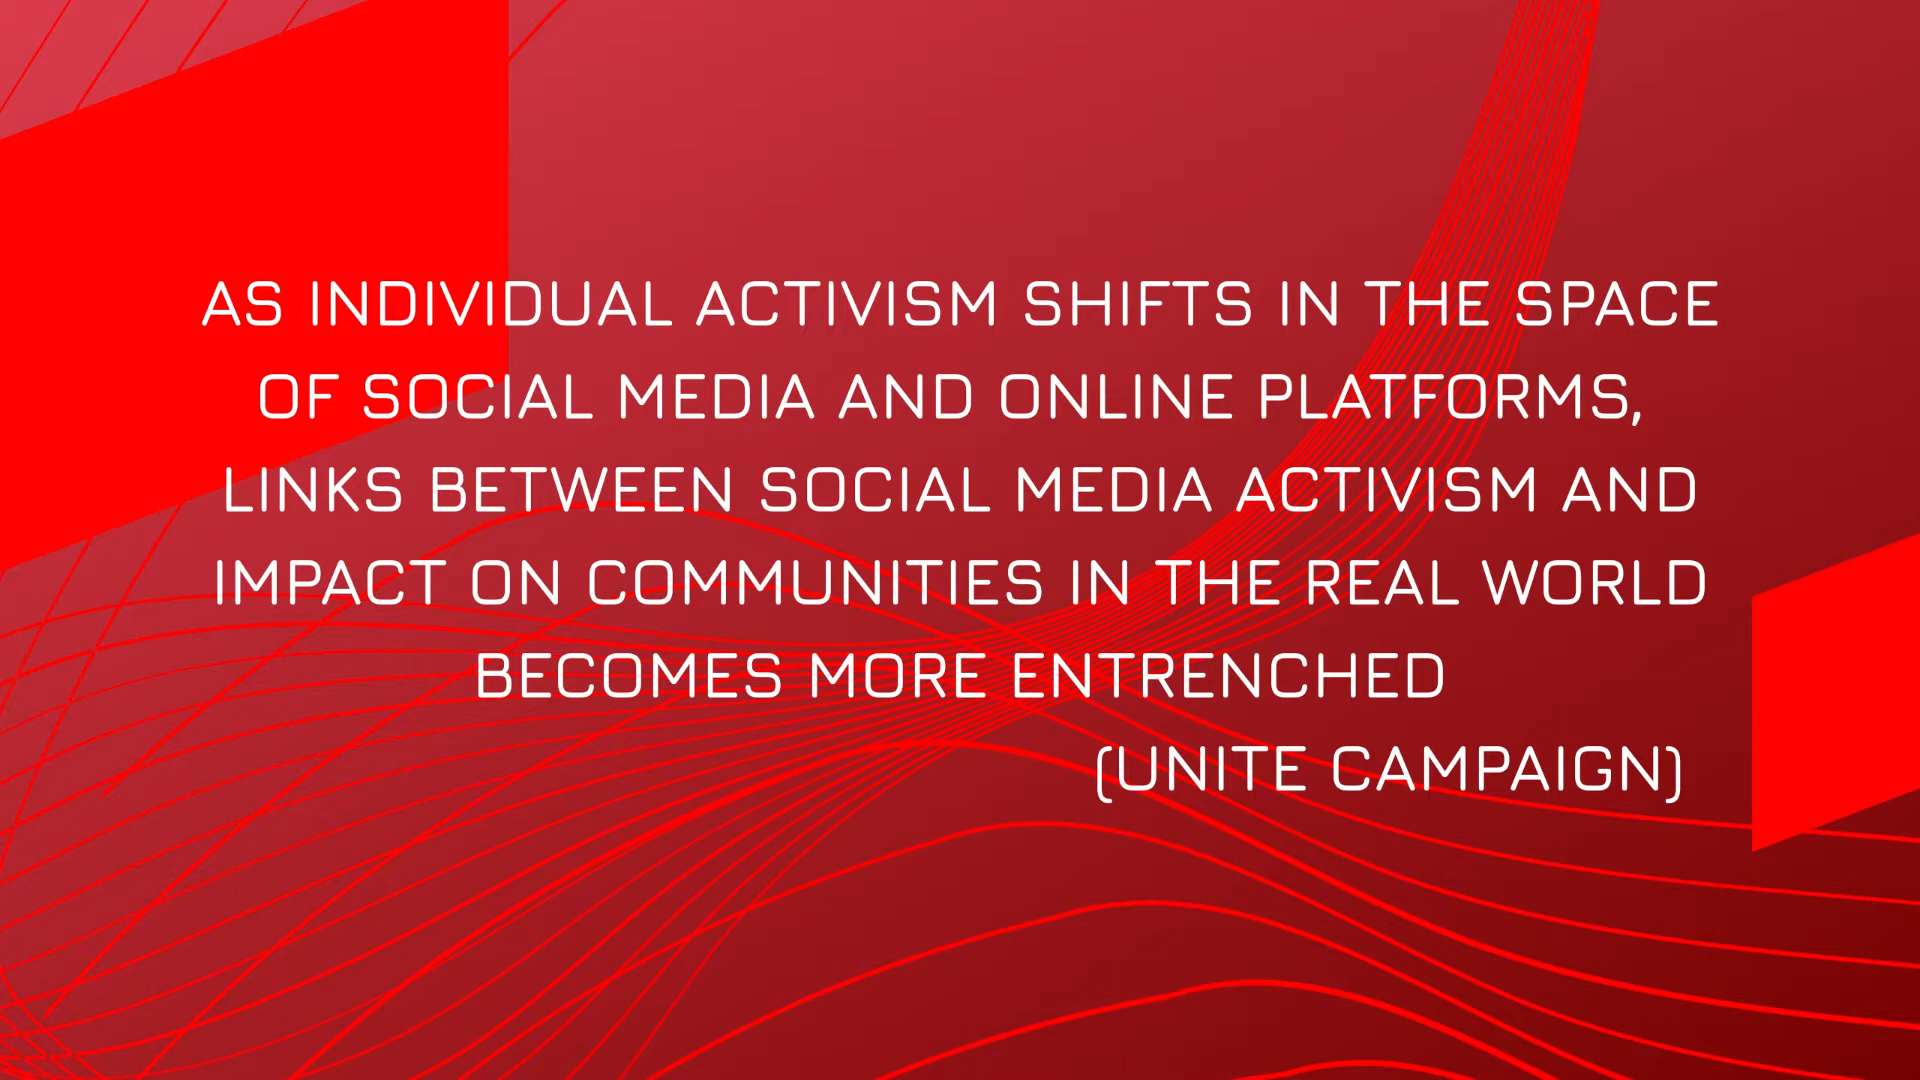 AS INDIVIDUAL ACTIVISM SHIFTS IN THE SPACE
OF SOCIAL MEDIA AND ONLINE PLATFORMS,
LINKS BETWEEN SOCIAL MEDIA ACTIVISM AND
IMPACT ON COMMUNITIES IN THE REAL WORLD
BECOMES MORE ENTRENCHED
(UNITE CAMPAIGN)